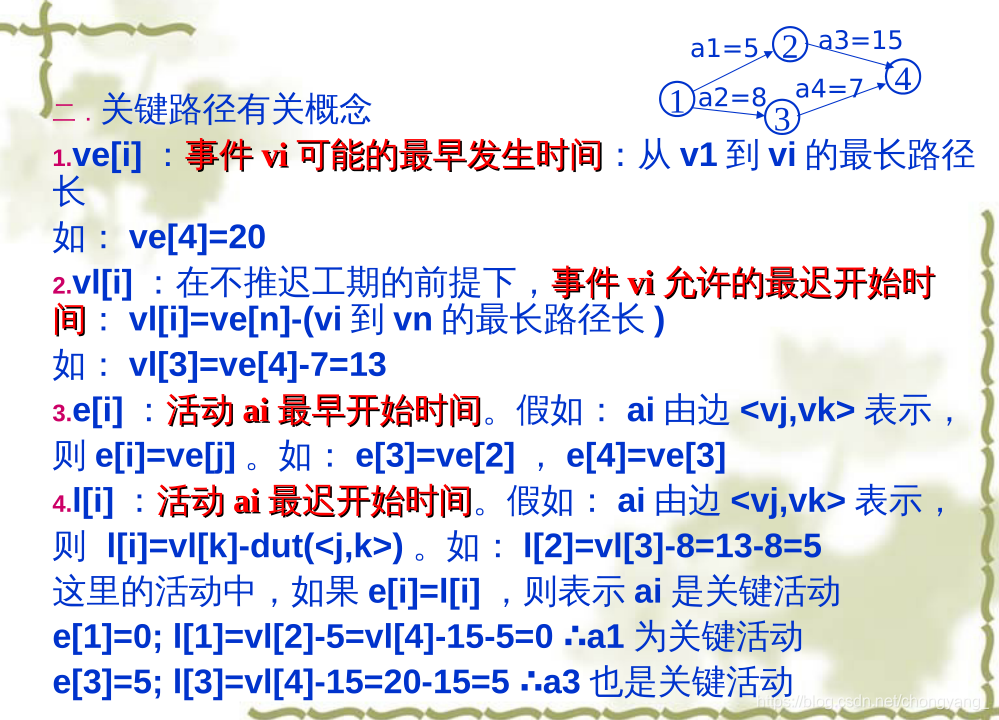 a1=5
2
a3=15
4
1
a2=8
a4=7
3
二．关键路径有关概念
1.ve[i] ：事件 vi 可能的最早发生时间：从 v1 到 vi 的最长路径
长
如： ve[4]=20
2.vl[i] ：在不推迟工期的前提下，事件 vi 允许的最迟开始时
间： vl[i]=ve[n]-(vi 到 vn 的最长路径长 )
如： vl[3]=ve[4]-7=13
3.e[i] ：活动 ai 最早开始时间。假如： ai 由边 <vj,vk> 表示，
则 e[i]=ve[j] 。如： e[3]=ve[2] ， e[4]=ve[3]
4.l[i] ：活动 ai 最迟开始时间。假如： ai 由边 <vj,vk> 表示，
则 l[i]=vl[k]-dut(<j,k>) 。如： l[2]=vl[3]-8=13-8=5
这里的活动中，如果 e[i]=l[i] ，则表示 ai 是关键活动
e[1]=0; l[1]=vl[2]-5=vl[4]-15-5=0 ∴a1 为关键活动
e[3]=5; l[3]=vl[4]-15=20-15=5 ∴a3 也是关键活动
https://blog.csdn.net/chongyang_1